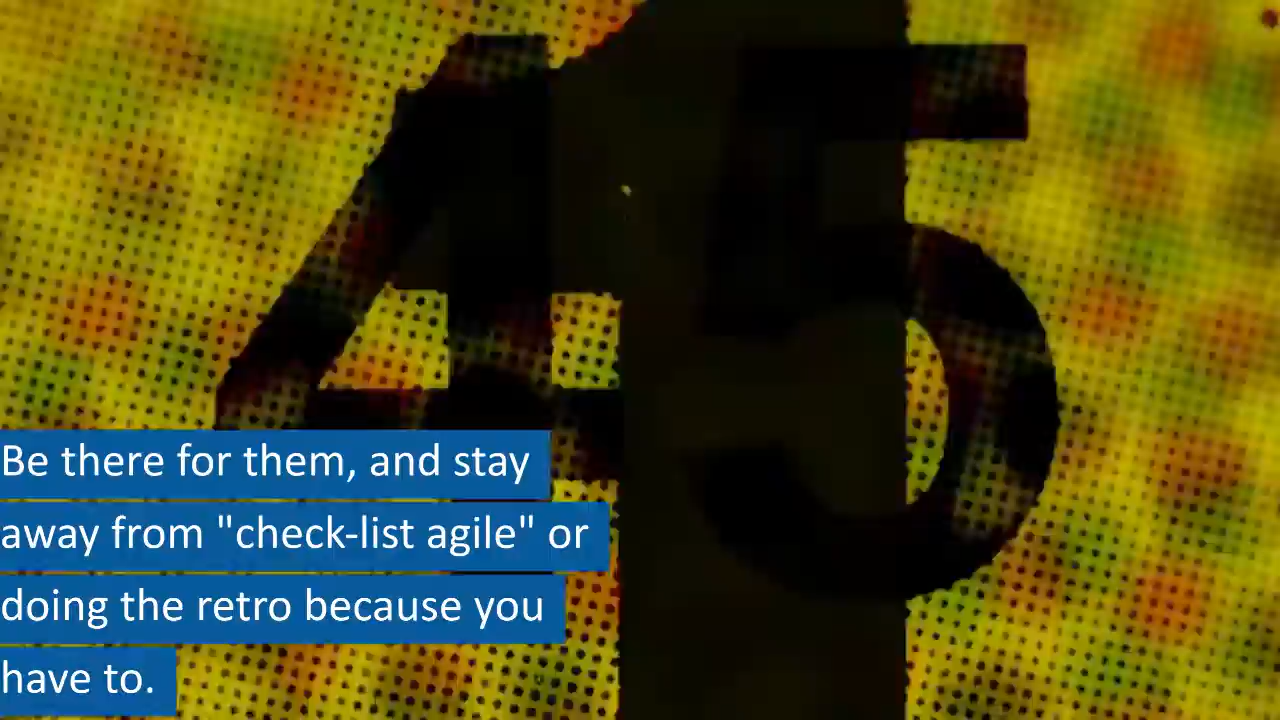 45
Be there for them, and stay
away from "check-list agile" or
doing the retro because you
have to.